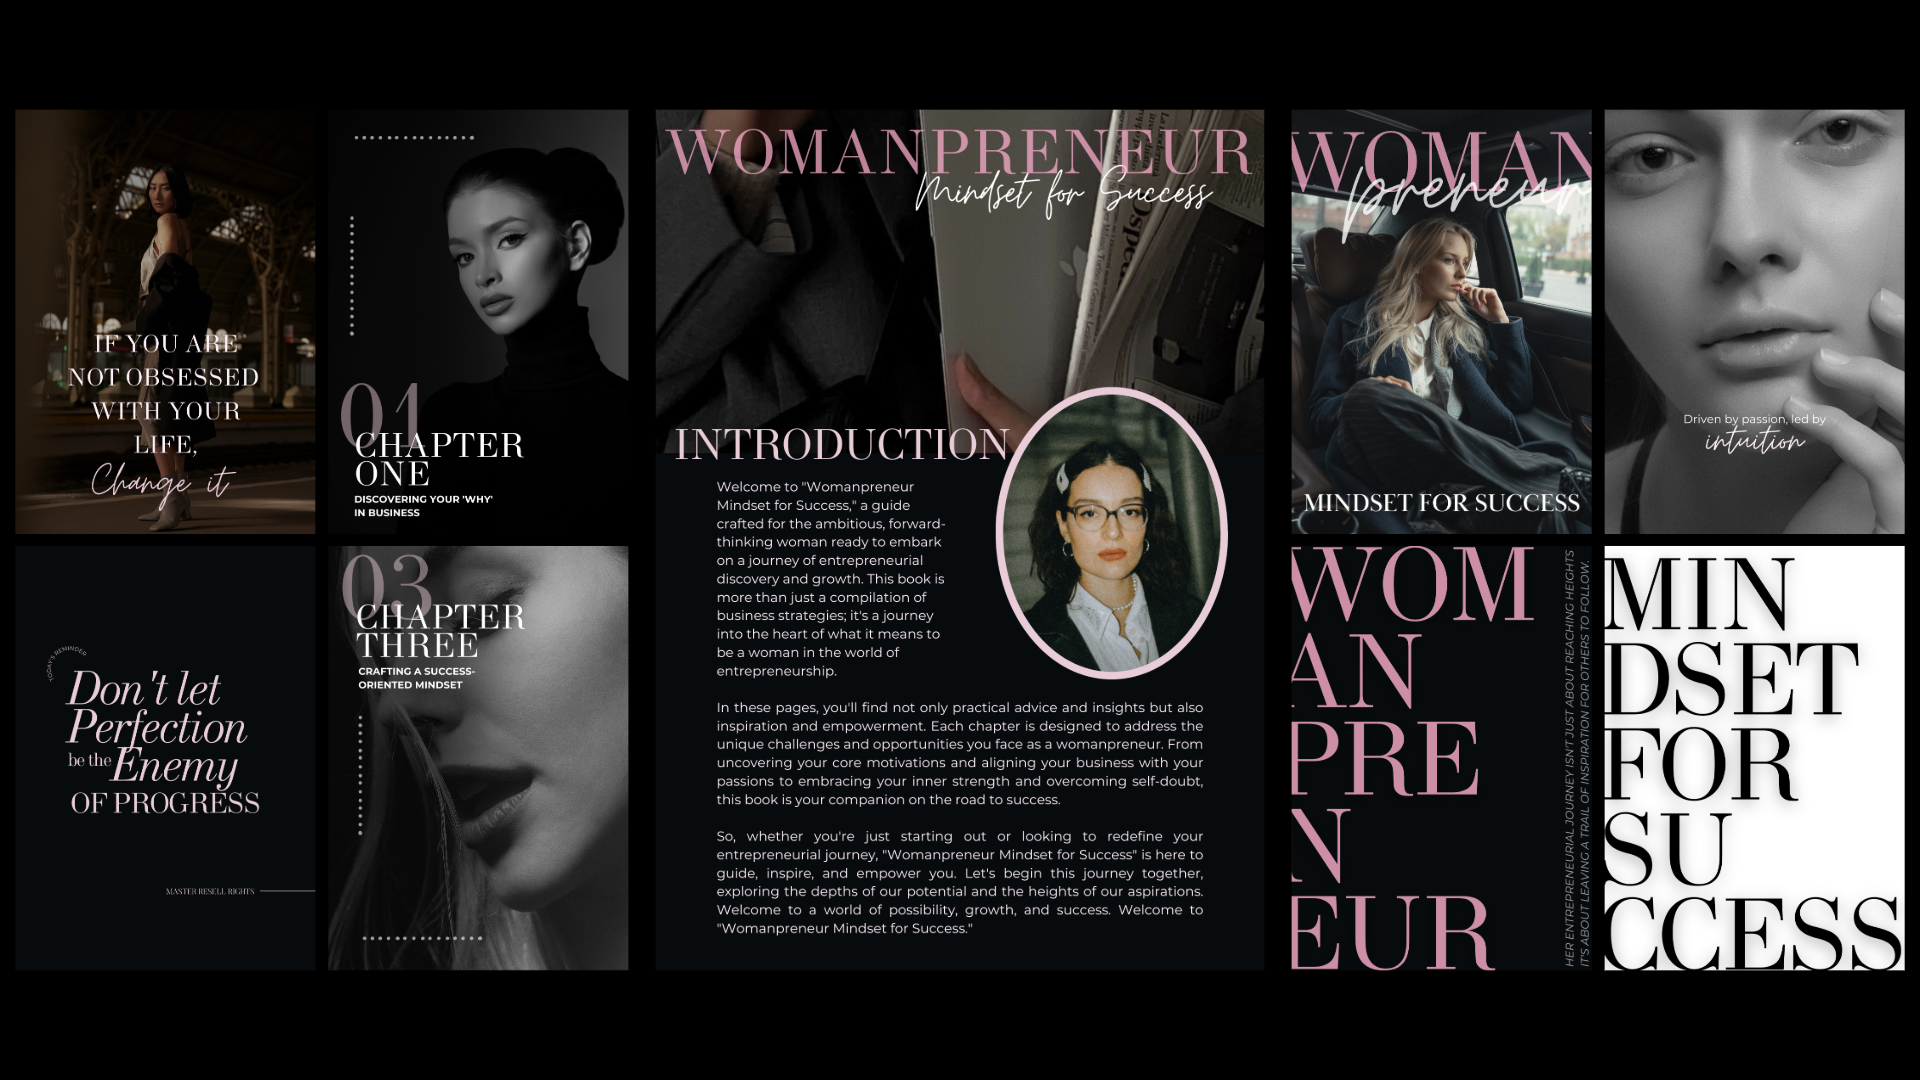 IF YOU ARE
NOT OBSESSED
WITH YOUR
LIFE,
Change it
01
CHAPTER
ONE
DISCOVERING YOUR 'WHY'
IN BUSINESS
TODAY'S REMINDER
Don't let
Perfection
be the Enemy
OF PROGRESS
MASTER RESELL RIGHTS
03
CHAPTER
THREE
CRAFTING A SUCCESS-
ORIENTED MINDSET
WOMANPRENEUR
Mindset for Success
INTRODUCTION
Welcome to "Womanpreneur
Mindset for Success," a guide
crafted for the ambitious, forward-
thinking woman ready to embark
on a journey of entrepreneurial
discovery and growth. This book is
more than just a compilation of
business strategies; it's a journey
into the heart of what it means to
be a woman in the world of
entrepreneurship.
In these pages, you'll find not only practical advice and insights but also
inspiration and empowerment. Each chapter is designed to address the
unique challenges and opportunities you face as a womanpreneur. From
uncovering your core motivations and aligning your business with your
passions to embracing your inner strength and overcoming self-doubt,
this book is your companion on the road to success.
So, whether you're just starting out or looking to redefine your
entrepreneurial journey, "Womanpreneur Mindset for Success" is here to
guide, inspire, and empower you. Let's begin this journey together,
exploring the depths of our potential and the heights of our aspirations.
Welcome to a world of possibility, growth, and success. Welcome to
"Womanpreneur Mindset for Success."
WOMAN
preneur
MINDSET FOR SUCCESS
Driven by passion, led by
intuition
WOM
AN
PRE
N
EUR
HER ENTREPRENEURIAL JOURNEY ISN'T JUST ABOUT REACHING HEIGHTS
IT'S ABOUT LEAVING A TRAIL OF INSPIRATION FOR OTHERS TO FOLLOW.
MIN
DSET
FOR
SU
CCESS